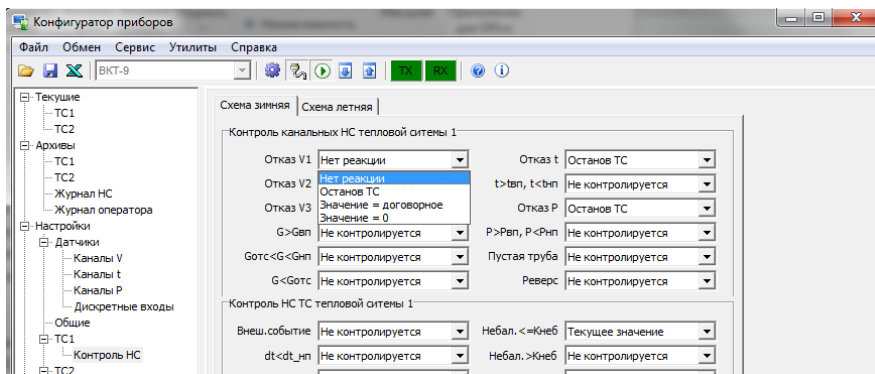 Конфигуратор приборов
Файл Обмен Сервис Утилиты Справка
ВКТ-9 TX RX
Текущие
ТС1
ТС2
Архивы
ТС1
ТС2
Журнал НС
Журнал оператора
Настройки
Датчики
Каналы V
Каналы t
Каналы P
Дискретные входы
Общие
ТС1
Контроль НС
ТС2
Схема зимняя Схема летняя
Контроль канальных НС тепловой ситемы 1
Отказ V1 Нет реакции Отказ t Останов ТС
Нет реакции
Отказ V2 Останов ТС t>tвп, t<tнп Не контролируется
Отказ V3 Значение = договорное Отказ P Останов ТС
Значение = 0
G>Gвп Не контролируется P>Pвп, P<Pнп Не контролируется
Gотс<G<Gнп Не контролируется Пустая труба Не контролируется
G<Gотс Не контролируется Реверс Не контролируется
Контроль НС ТС тепловой ситемы 1
Внеш.событие Не контролируется Небал.<=Kнеб Текущее значение
dt<dt_нп Не контролируется Небал.>Kнеб Не контролируется